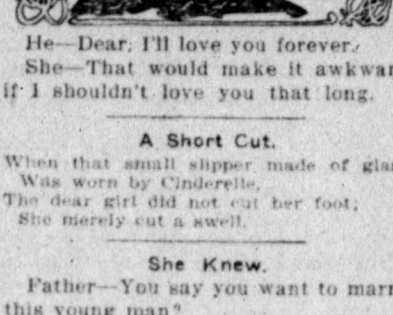 He—Dear, I'll love you forever.
She—That would make it awkwar
if I shouldn't love you that long.
A Short Cut.
When that small slipper made of glas
Was worn by Cinderelle,
The dear girl did not cut her foot;
She merely cut a swell.
She Knew.
Father—You say you want to marr
this young man?